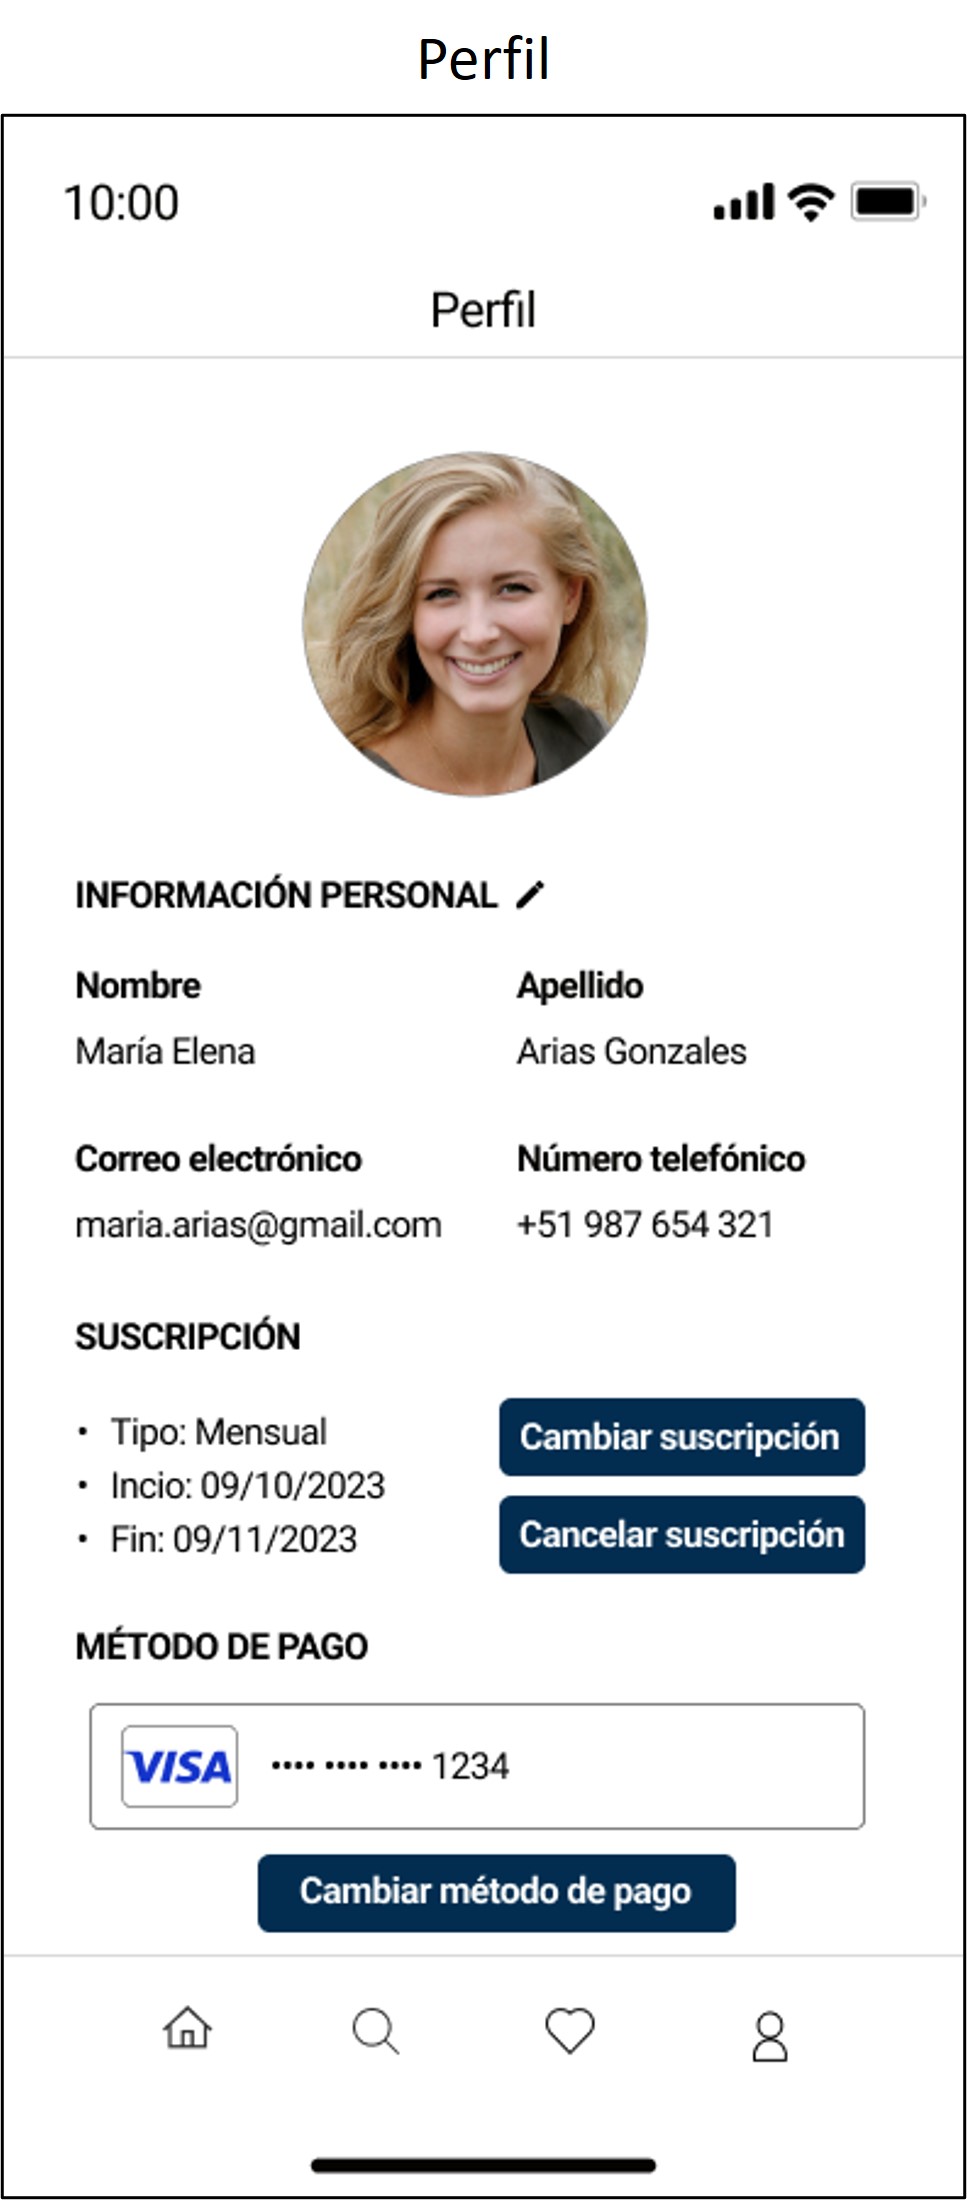 Perfil
10:00
Perfil
INFORMACIÓN PERSONAL
Nombre
Apellido
María Elena
Arias Gonzales
Correo electrónico
Número telefónico
maria.arias@gmail.com
+51 987 654 321
SUSCRIPCIÓN
• Tipo: Mensual
• Incio: 09/10/2023
• Fin: 09/11/2023
Cambiar suscripción
Cancelar suscripción
MÉTODO DE PAGO
VISA •••• •••• •••• 1234
Cambiar método de pago